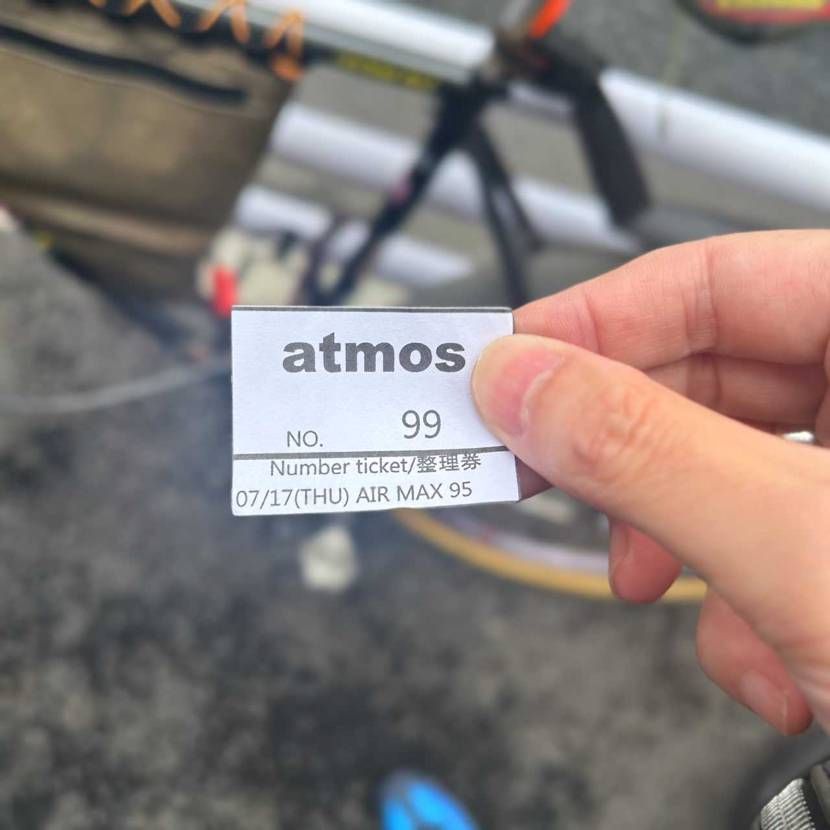 atmos
NO. 99
Number ticket/整理券
07/17(THU) AIR MAX 95